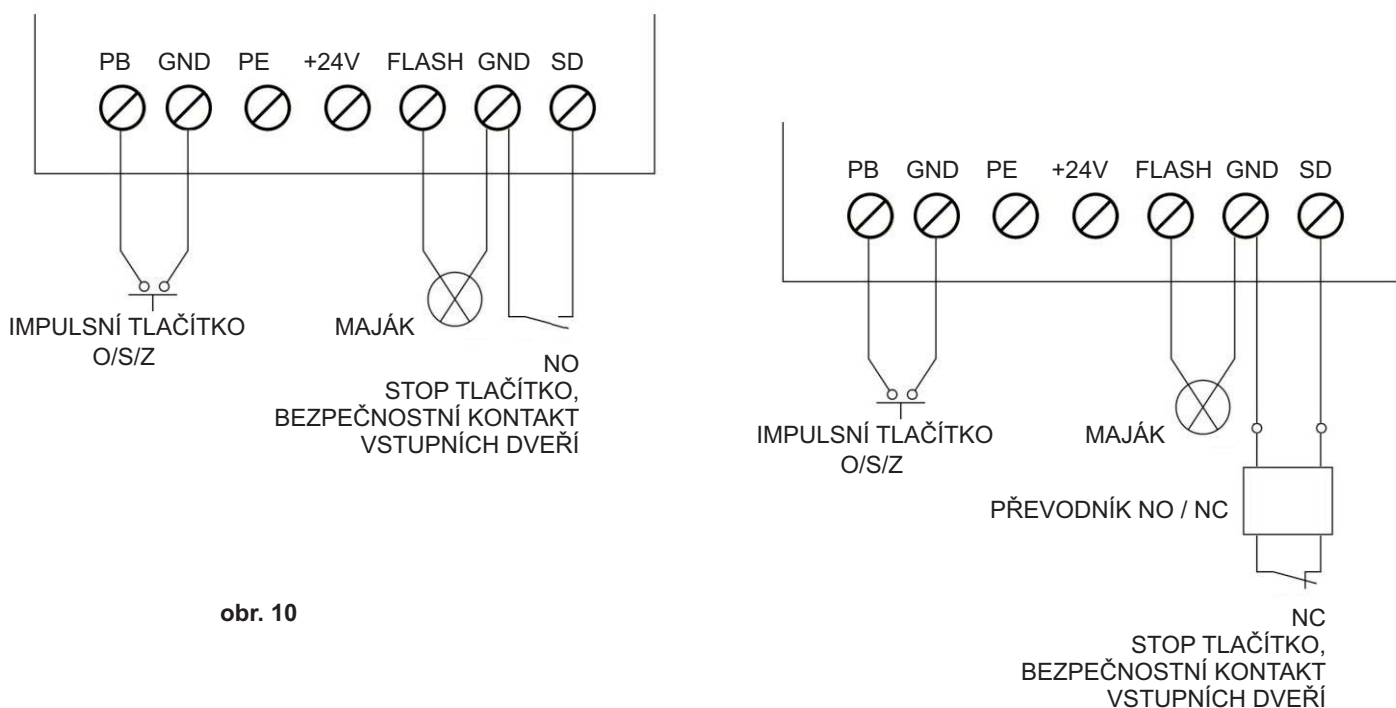 PB GND PE +24V FLASH GND SD
IMPULSNÍ TLAČÍTKO
O/S/Z
MAJÁK
NO
STOP TLAČÍTKO,
BEZPEČNOSTNÍ KONTAKT
VSTUPNÍCH DVEŘÍ
obr. 10
PB GND PE +24V FLASH GND SD
IMPULSNÍ TLAČÍTKO
O/S/Z
MAJÁK
PŘEVODNÍK NO / NC
NC
STOP TLAČÍTKO,
BEZPEČNOSTNÍ KONTAKT
VSTUPNÍCH DVEŘÍ